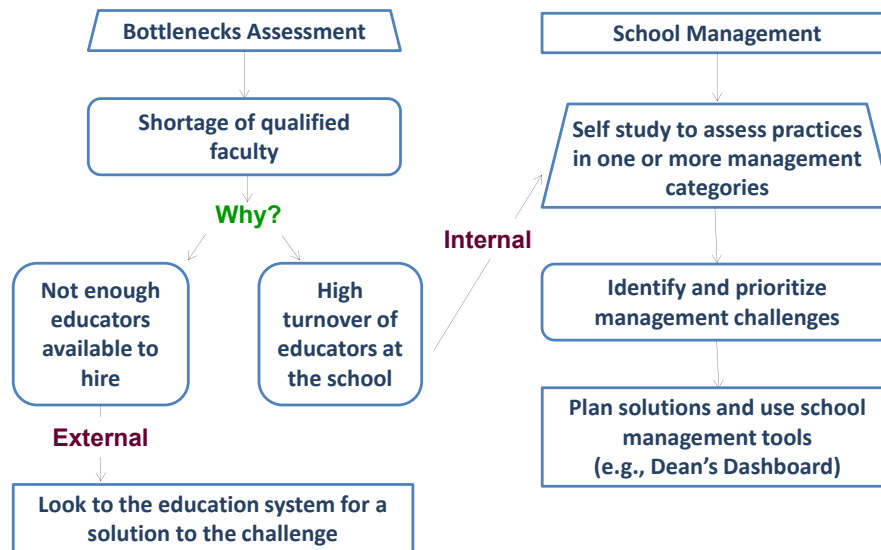 Bottlenecks Assessment
Shortage of qualified
faculty
Why?
Not enough
educators
available to
hire
High
turnover of
educators at
the school
External
Look to the education system for a
solution to the challenge
Internal
School Management
Self study to assess practices
in one or more management
categories
Identify and prioritize
management challenges
Plan solutions and use school
management tools
(e.g., Dean’s Dashboard)